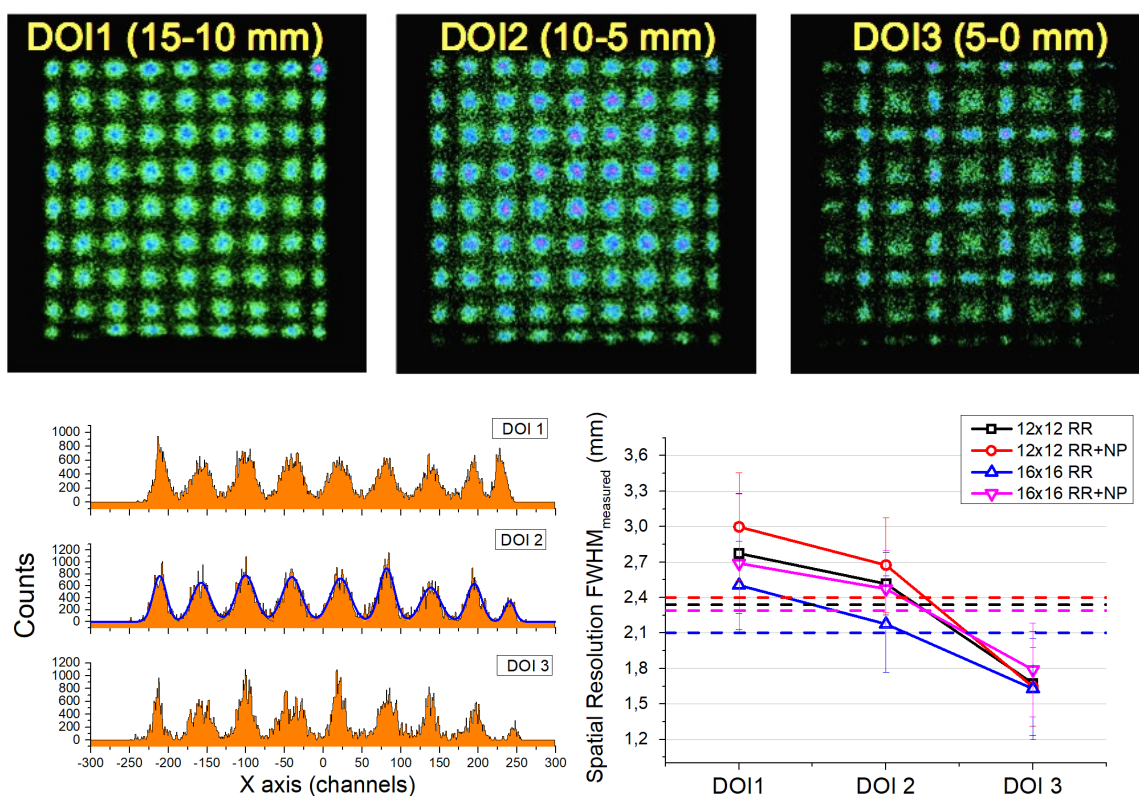 DOI1 (15-10 mm)
DOI2 (10-5 mm)
DOI3 (5-0 mm)
Counts
1000
800
600
400
200
0
DOI 1
1200
1000
800
600
400
200
0
DOI 2
1200
1000
800
600
400
200
0
DOI 3
-300 -250 -200 -150 -100 -50 0 50 100 150 200 250 300
X axis (channels)
Spatial Resolution FWHM measured (mm)
3,6
3,3
3,0
2,7
2,4
2,1
1,8
1,5
1,2
12x12 RR
12x12 RR+NP
16x16 RR
16x16 RR+NP
DOI1 DOI 2 DOI 3